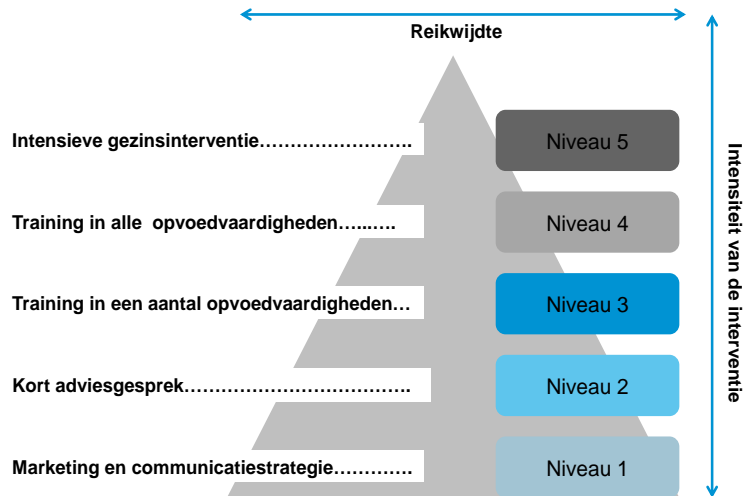 Reikwijdte
Intensieve gezinsinterventie…………………….. Niveau 5
Training in alle  opvoedvaardigheden…...….. Niveau 4
Training in een aantal opvoedvaardigheden… Niveau 3
Kort adviesgesprek………………………………. Niveau 2
Marketing en communicatiestrategie…………. Niveau 1
Intensiteit van de interventie